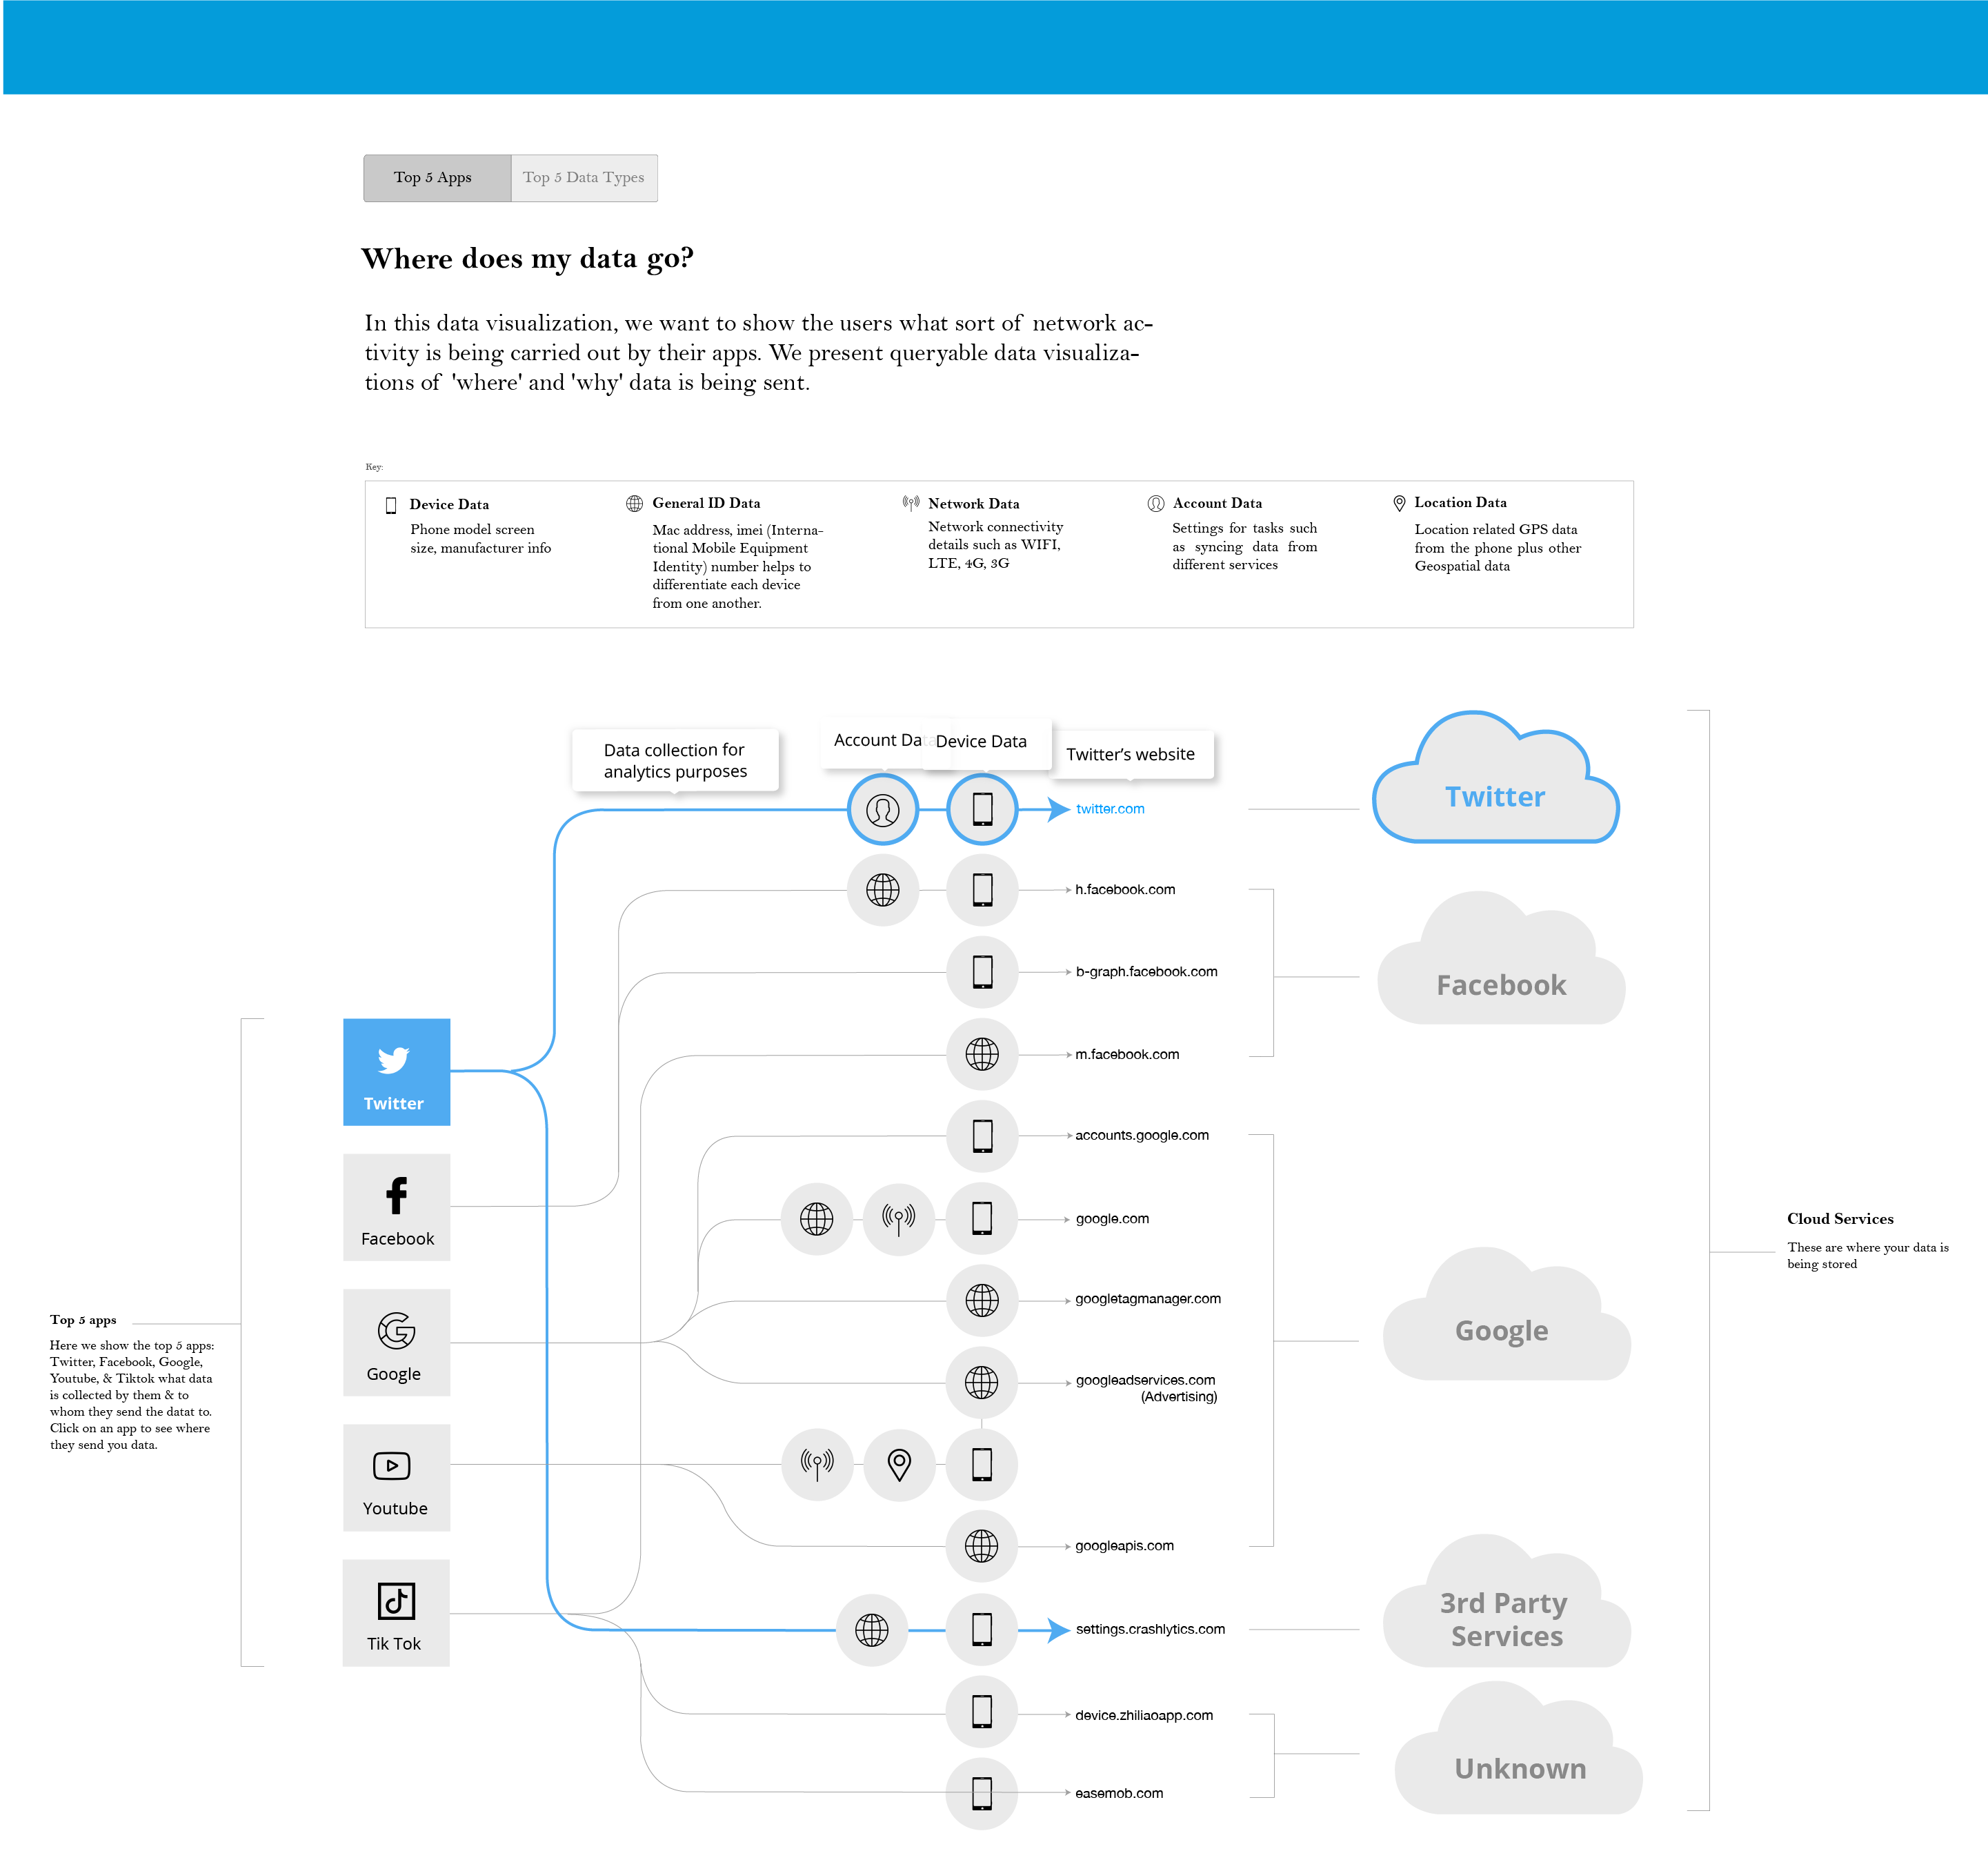 Top 5 Apps
Top 5 Data Types
Where does my data go?
In this data visualization, we want to show the users what sort of network ac-
tivity is being carried out by their apps. We present queryable data visualiza-
tions of 'where' and 'why' data is being sent.
Key:
Device Data
Phone model screen
size, manufacturer info
General ID Data
Mac address, imei (Interna-
tional Mobile Equipment
Identity) number helps to
differentiate each device
from one another.
Network Data
Network connectivity
details such as WIFI,
LTE, 4G, 3G
Account Data
Settings for tasks such
as syncing data from
different services
Location Data
Location related GPS data
from the phone plus other
Geospatial data
Data collection for
analytics purposes
Account Data
Device Data
Twitter's website
twitter.com
h.facebook.com
b-graph.facebook.com
m.facebook.com
accounts.google.com
google.com
googletagmanager.com
googleadservices.com
(Advertising)
googleapis.com
settings.crashlytics.com
device.zhiliaoapp.com
easemob.com
Twitter
Facebook
Google
3rd Party
Services
Unknown
Twitter
Facebook
Google
Youtube
Tik Tok
Top 5 apps
Here we show the top 5 apps:
Twitter, Facebook, Google,
Youtube, & Tiktok what data
is collected by them & to
whom they send the datat to.
Click on an app to see where
they send you data.
Cloud Services
These are where your data is
being stored